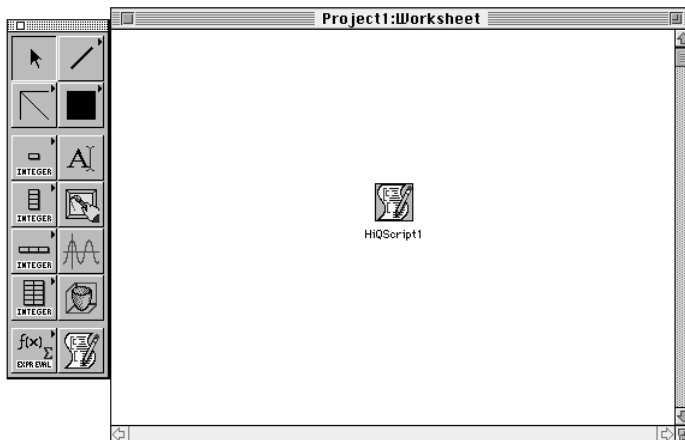 Project1:Worksheet
INTEGER
A
INTEGER
INTEGER
INTEGER
f(x) Σ
EXPR EVAL
HiQScript1